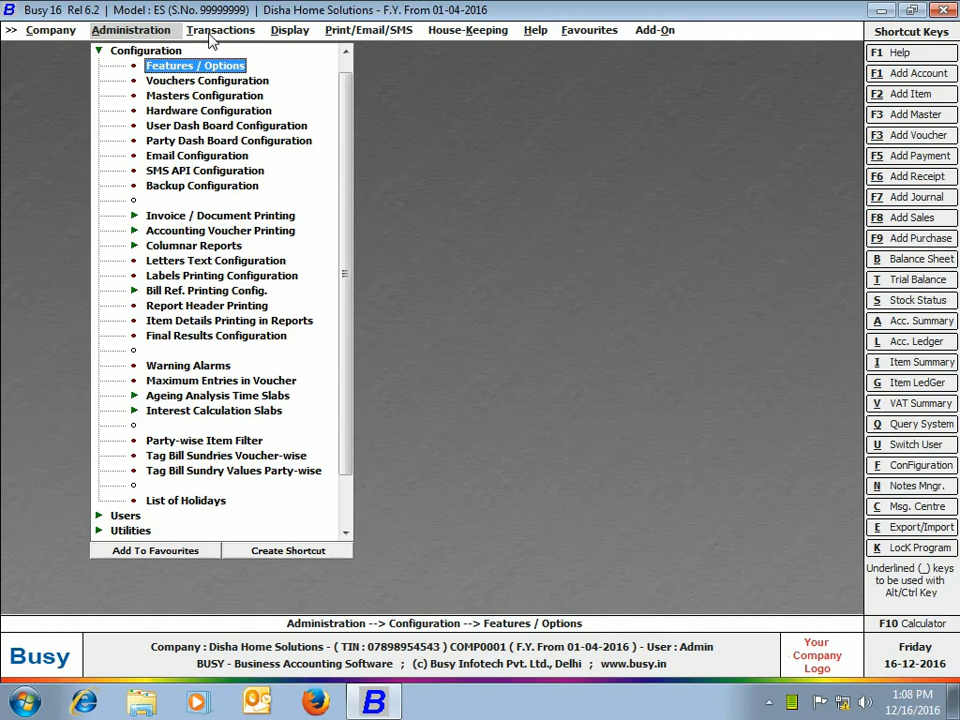 Busy 16 Rel 6.2 | Model : ES (S.No. 99999999) | Disha Home Solutions - F.Y. From 01-04-2016
>> Company Administration Transactions Display Print/Email/SMS House-Keeping Help Favourites Add-On
Configuration
Features / Options
Vouchers Configuration
Masters Configuration
Hardware Configuration
User Dash Board Configuration
Party Dash Board Configuration
Email Configuration
SMS API Configuration
Backup Configuration
Invoice / Document Printing
Accounting Voucher Printing
Columnar Reports
Letters Text Configuration
Labels Printing Configuration
Bill Ref. Printing Config.
Report Header Printing
Item Details Printing in Reports
Final Results Configuration
Warning Alarms
Maximum Entries in Voucher
Ageing Analysis Time Slabs
Interest Calculation Slabs
Party-wise Item Filter
Tag Bill Sundries Voucher-wise
Tag Bill Sundry Values Party-wise
List of Holidays
Users
Utilities
Add To Favourites Create Shortcut
Shortcut Keys
F1 Help
F1 Add Account
F2 Add Item
F3 Add Master
F3 Add Voucher
F5 Add Payment
F6 Add Receipt
F7 Add Journal
F8 Add Sales
F9 Add Purchase
B Balance Sheet
T Trial Balance
S Stock Status
A Acc. Summary
L Acc. Ledger
I Item Summary
G Item LedGer
V VAT Summary
Q Query System
U Switch User
F ConFiguration
N Notes Mngr.
C Msg. Centre
E Export/Import
K LocK Program
Underlined (_) keys
to be used with
Alt/Ctrl Key
F10 Calculator
Administration --> Configuration --> Features / Options
Busy
Company : Disha Home Solutions - ( TIN : 07898954543 ) COMP0001 ( F.Y. From 01-04-2016 ) - User : Admin
BUSY - Business Accounting Software ; (c) Busy Infotech Pvt. Ltd., Delhi ; www.busy.in
Your
Company
Logo
Friday
16-12-2016
1:08 PM
12/16/2016